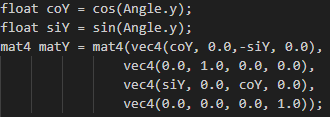 float coY = cos(Angle.y);
float siY = sin(Angle.y);
mat4 matY = mat4(vec4(coY, 0.0,-siY, 0.0),
                 vec4(0.0, 1.0, 0.0, 0.0),
                 vec4(siY, 0.0, coY, 0.0),
                 vec4(0.0, 0.0, 0.0, 1.0));